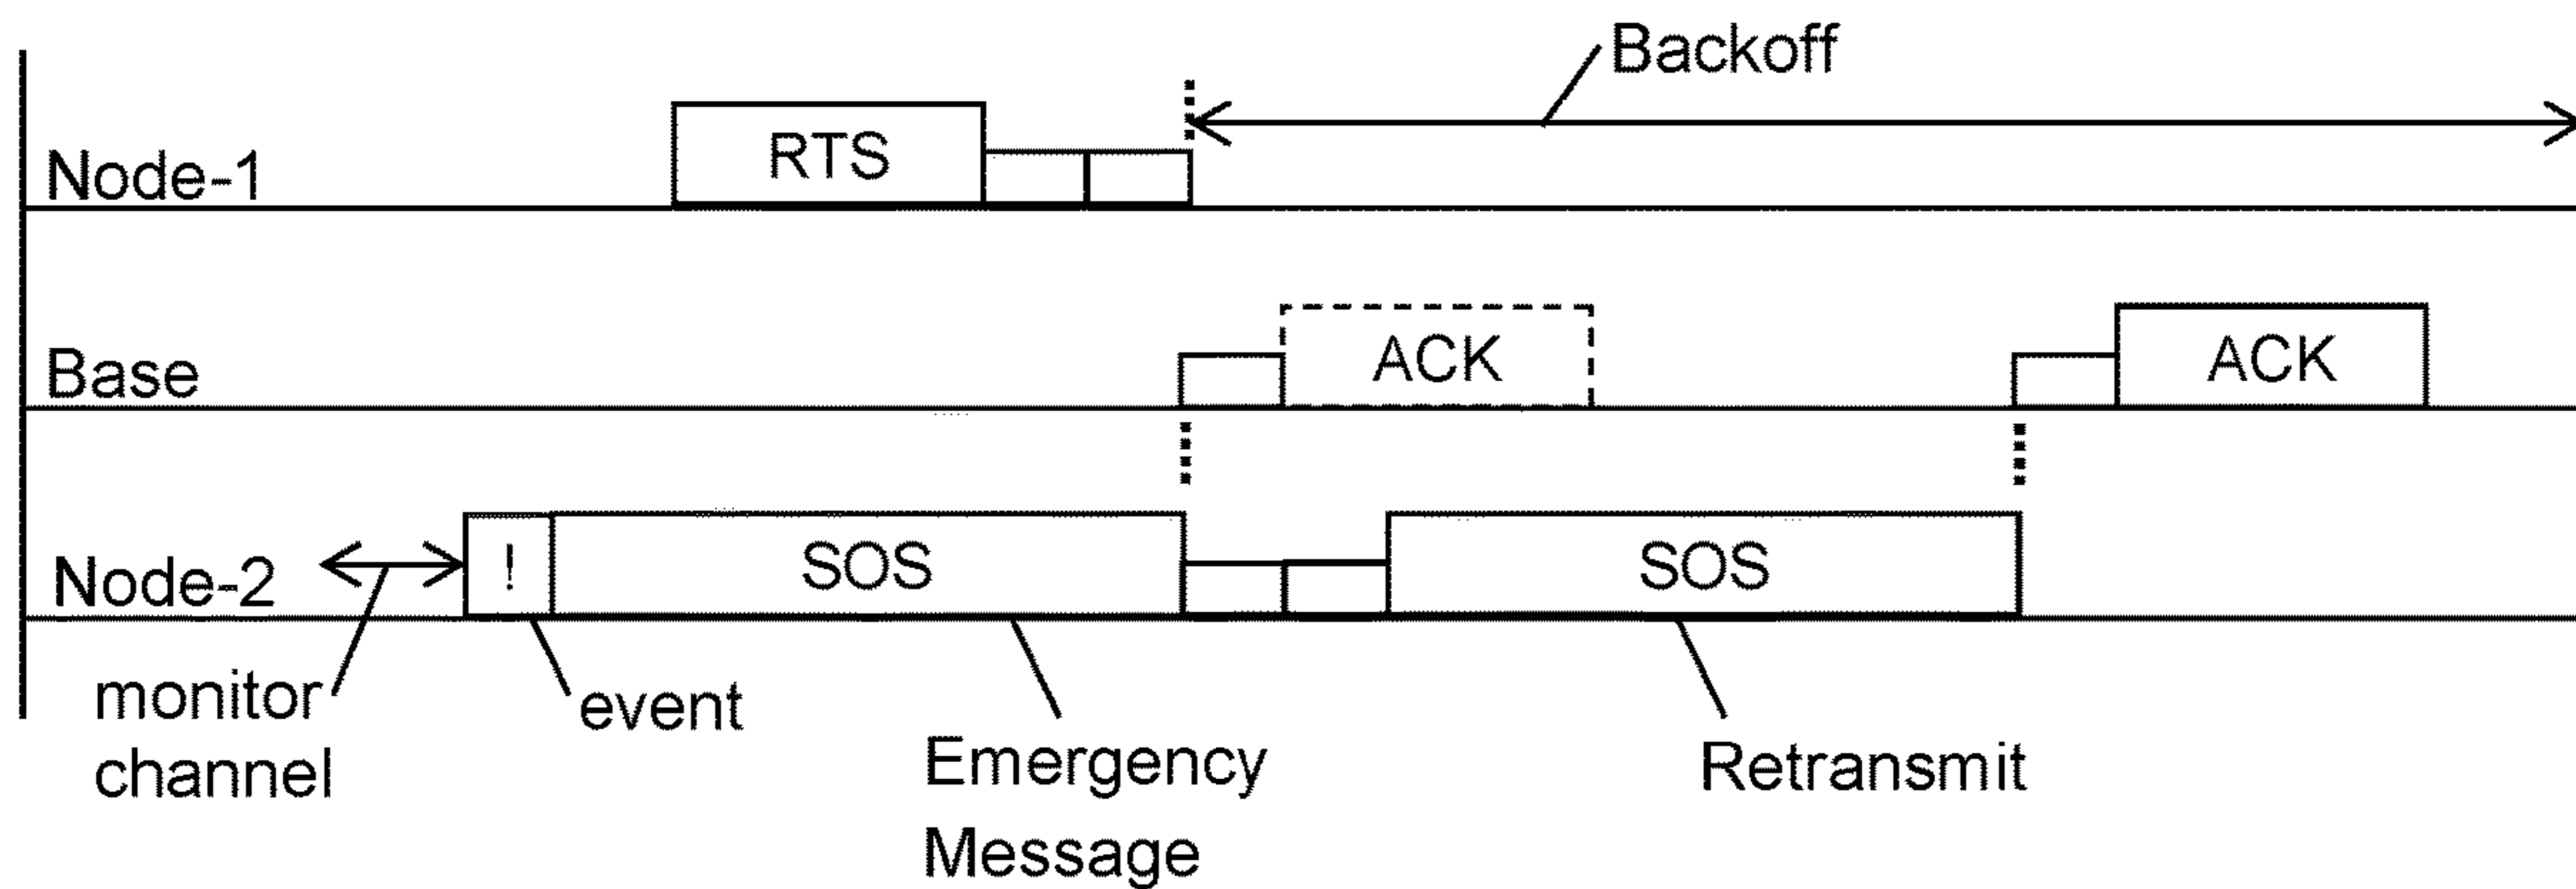 Backoff
RTS
Node-1
ACK
ACK
Base
! SOS
SOS
Node-2
monitor
channel
event
Emergency
Message
Retransmit